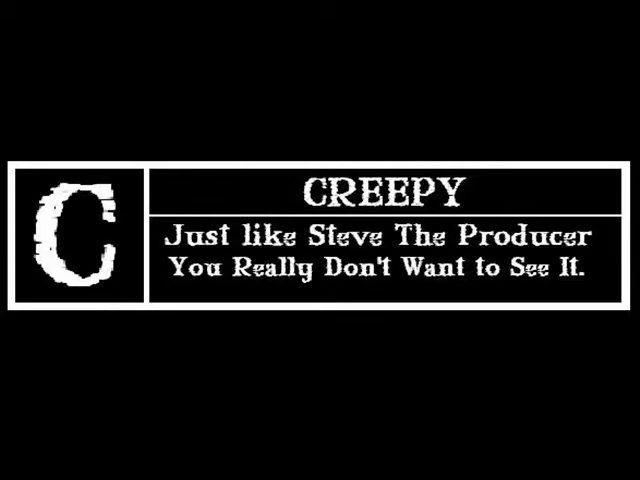 C
CREEPY
Just like Steve The Producer
You Really Don't Want to See It.